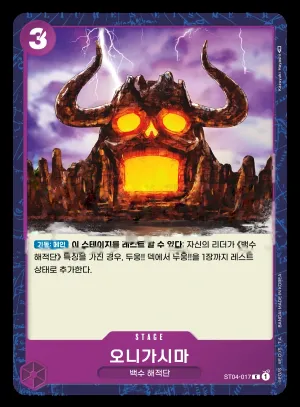 3
기동: 메인 이 스테이지를 레스트 할 수 있다: 자신의 리더가 《백수
해적단》 특징을 가진 경우, 두웅!! 덱에서 두웅!!을 1장까지 레스트
상태로 추가한다.
STAGE
오니가시마
백수 해적단
ST04-017 C 1